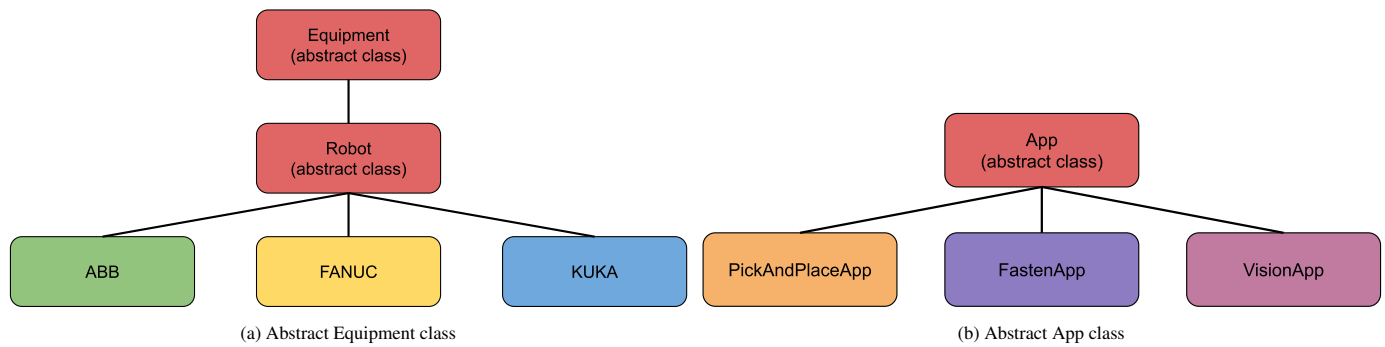 Equipment
(abstract class)
Robot
(abstract class)
ABB
FANUC
KUKA
(a) Abstract Equipment class
App
(abstract class)
PickAndPlaceApp
FastenApp
VisionApp
(b) Abstract App class